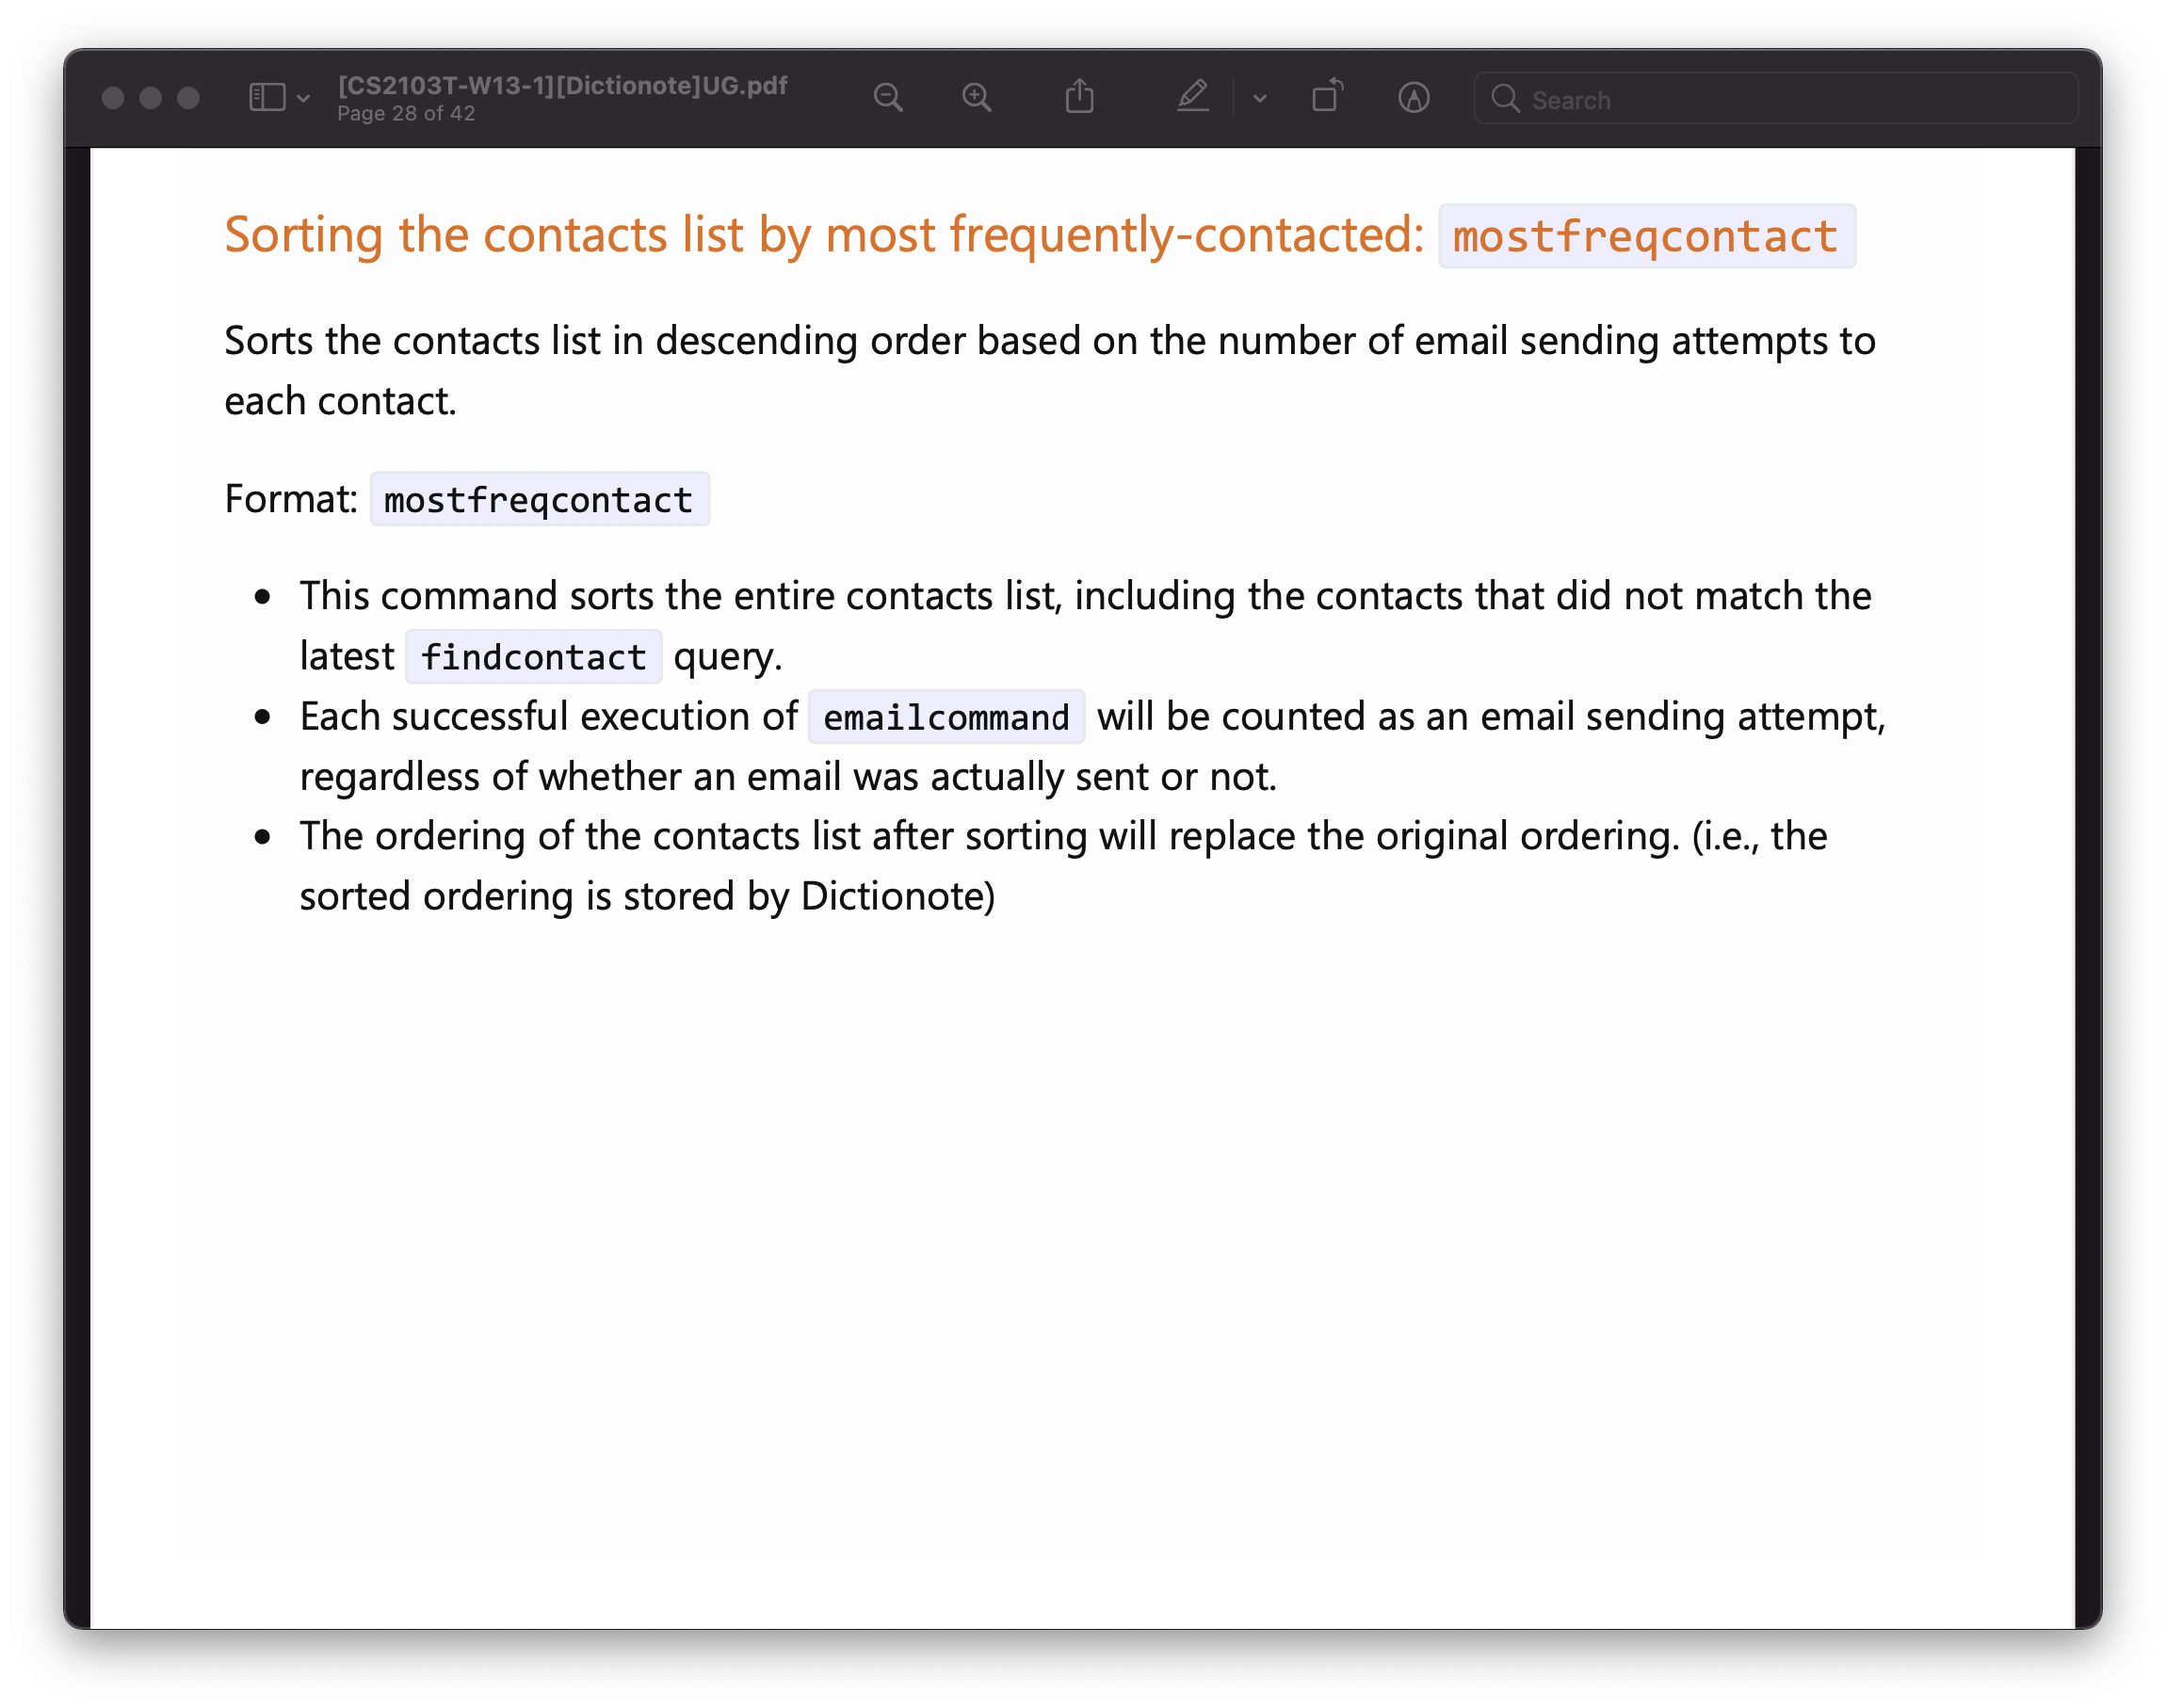 [CS2103T-W13-1][Dictionote]UG.pdf
Page 28 of 42
Search
Sorting the contacts list by most frequently-contacted: mostfreqcontact
Sorts the contacts list in descending order based on the number of email sending attempts to
each contact.
Format: mostfreqcontact
• This command sorts the entire contacts list, including the contacts that did not match the
latest findcontact query.
• Each successful execution of emailcommand will be counted as an email sending attempt,
regardless of whether an email was actually sent or not.
• The ordering of the contacts list after sorting will replace the original ordering. (i.e., the
sorted ordering is stored by Dictionote)